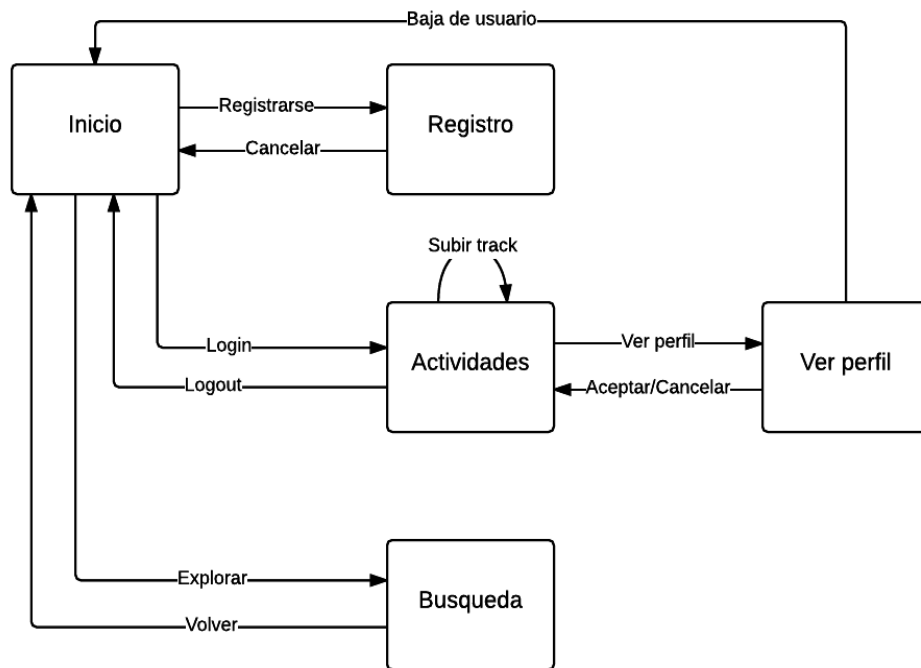 Baja de usuario
Inicio
Registrarse
Registro
Cancelar
Subir track
Login
Actividades
Ver perfil
Ver perfil
Logout
Aceptar/Cancelar
Explorar
Busqueda
Volver